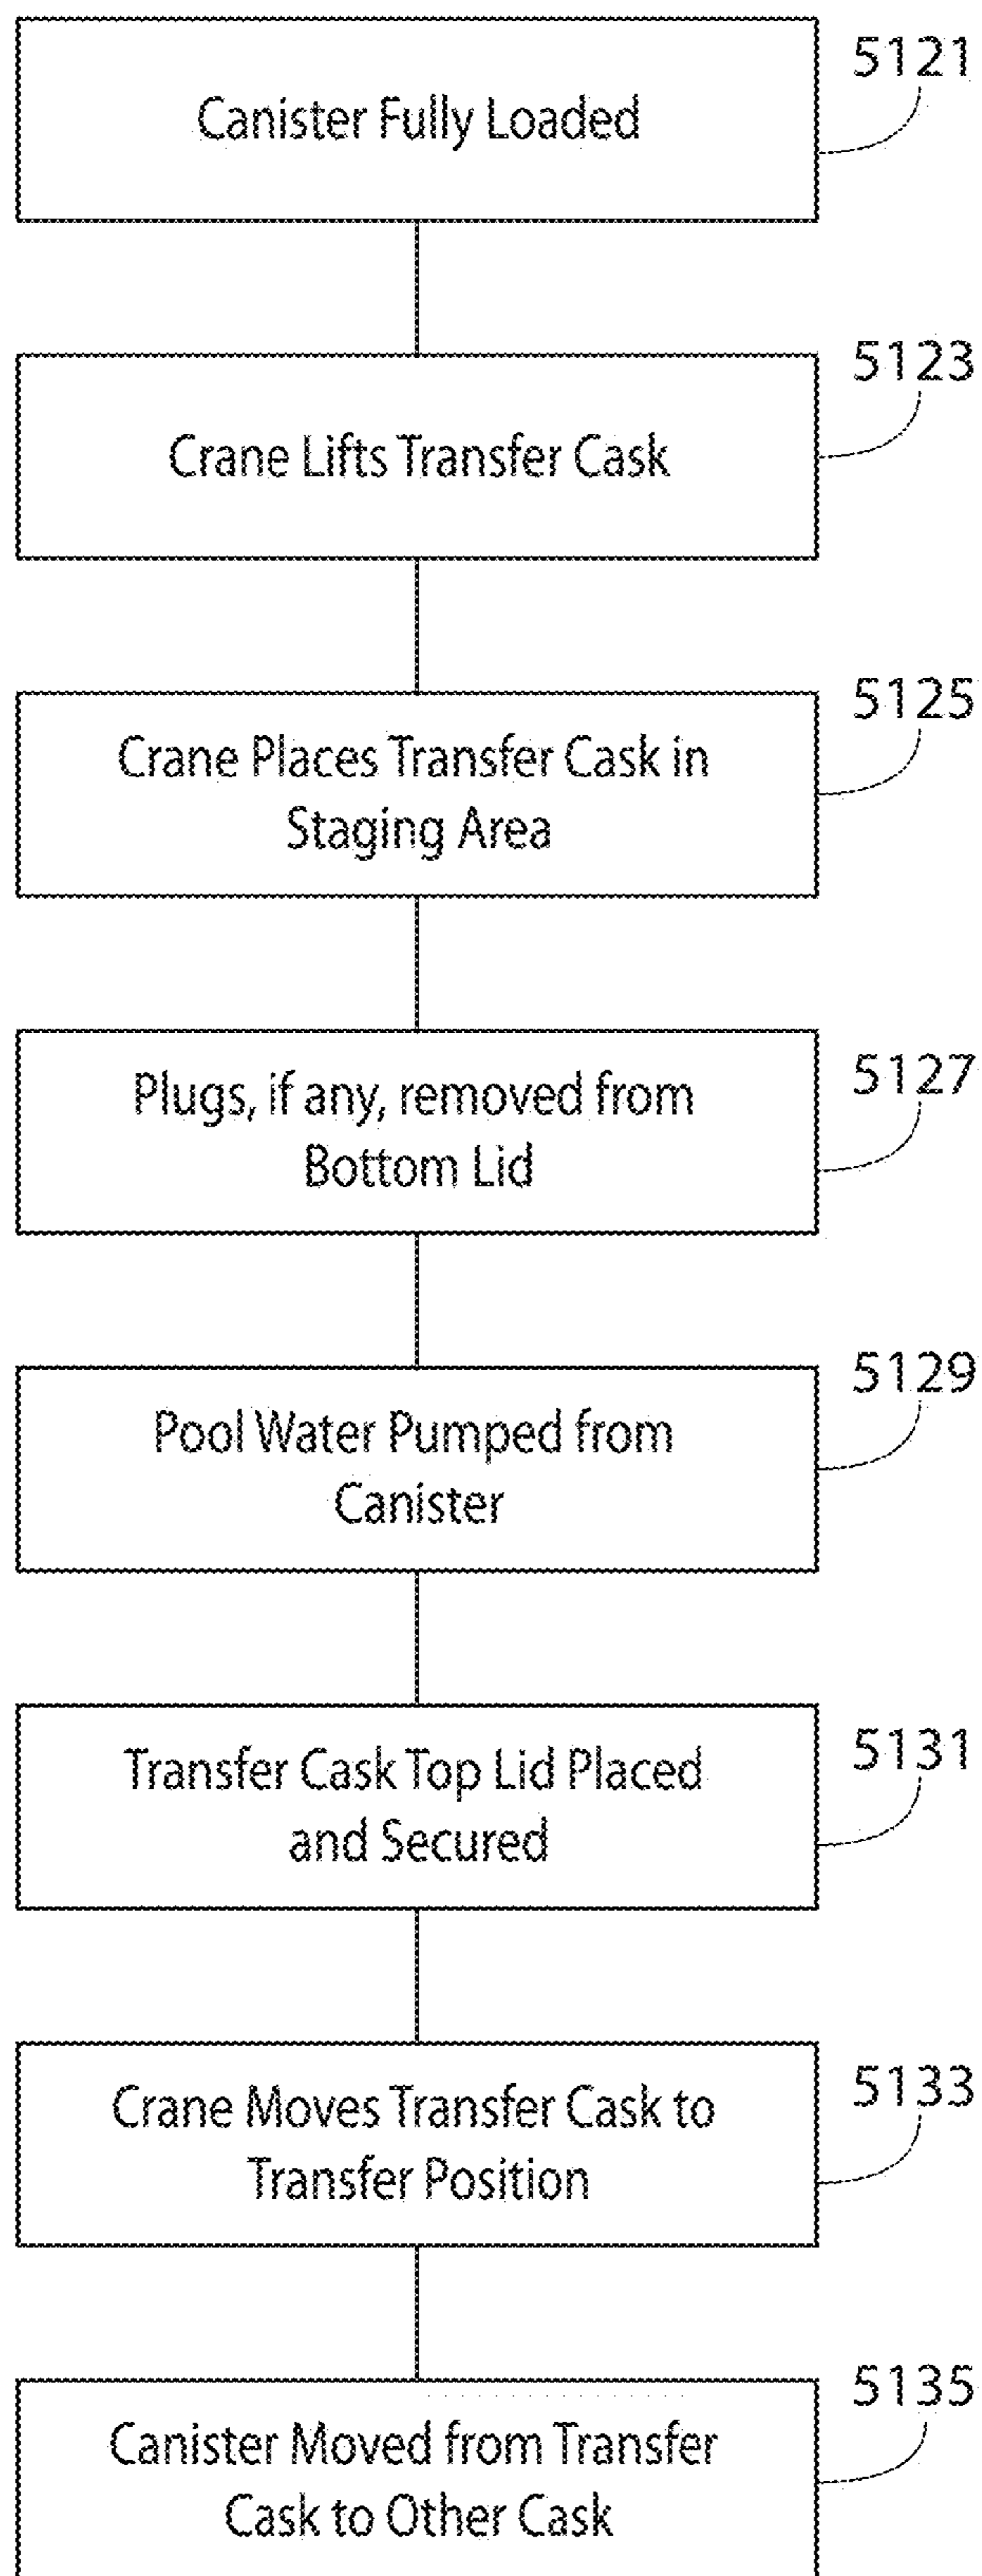 5121
Canister Fully Loaded
5123
Crane Lifts Transfer Cask
5125
Crane Places Transfer Cask in
Staging Area
5127
Plugs, if any, removed from
Bottom Lid
5129
Pool Water Pumped from
Canister
5131
Transfer Cask Top Lid Placed
and Secured
5133
Crane Moves Transfer Cask to
Transfer Position
5135
Canister Moved from Transfer
Cask to Other Cask